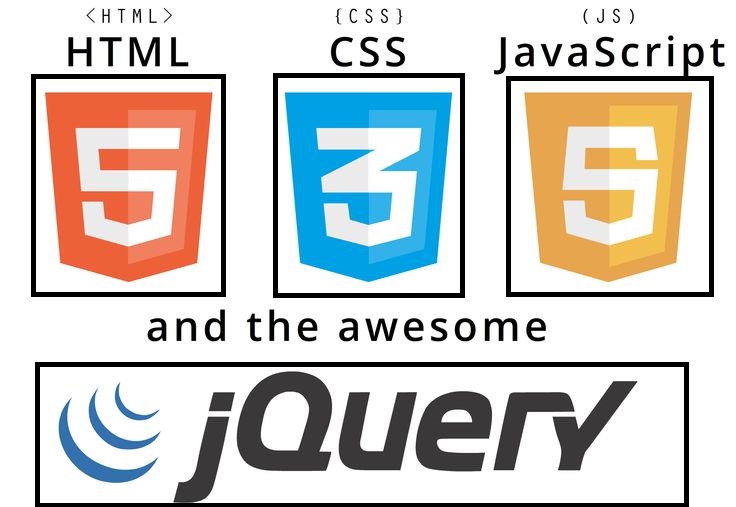 <HTML> {CSS} (JS)
HTML CSS JavaScript
5 3 5
and the awesome
jQuery